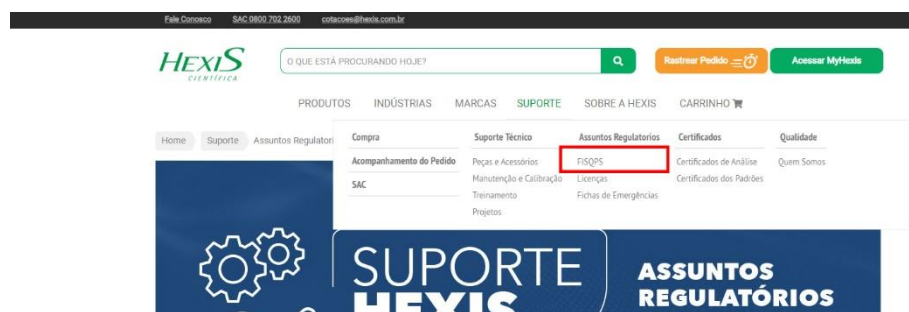 Fale Conosco SAC 0800 702 2600 cotacoes@hexis.com.br
HEXIS
CIENTÍFICA
O QUE ESTÁ PROCURANDO HOJE?
Rastrear Pedido
Acessar MyHexis
PRODUTOS INDÚSTRIAS MARCAS SUPORTE SOBRE A HEXIS CARRINHO
Home Suporte Assuntos Regulatori
Compra
Acompanhamento do Pedido
SAC
Suporte Técnico
Peças e Acessórios
Manutenção e Calibração
Treinamento
Projetos
Assuntos Regulatorios
FISQPS
Licenças
Fichas de Emergências
Certificados
Certificados de Análise
Certificados dos Padrões
Qualidade
Quem Somos
SUPORTE
HEXIS
ASSUNTOS
REGULATÓRIOS